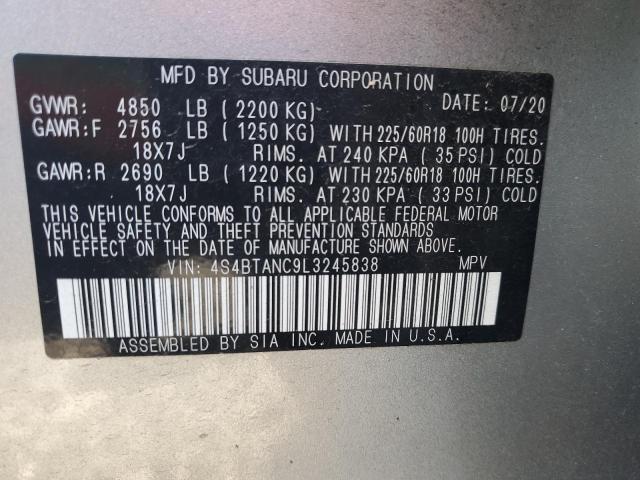 MFD BY SUBARU CORPORATION
GVWR: 4850 LB (2200 KG) DATE: 07/20
GAWR:F 2756 LB (1250 KG) WITH 225/60R18 100H TIRES.
18X7J RIMS. AT 240 KPA (35 PSI) COLD
GAWR:R 2690 LB (1220 KG) WITH 225/60R18 100H TIRES.
18X7J RIMS. AT 230 KPA (33 PSI) COLD
THIS VEHICLE CONFORMS TO ALL APPLICABLE FEDERAL MOTOR
VEHICLE SAFETY AND THEFT PREVENTION STANDARDS
IN EFFECT ON THE DATE OF MANUFACTURE SHOWN ABOVE.
VIN: 4S4BTANC9L3245838 MPV
ASSEMBLED BY SIA INC. MADE IN U.S.A.